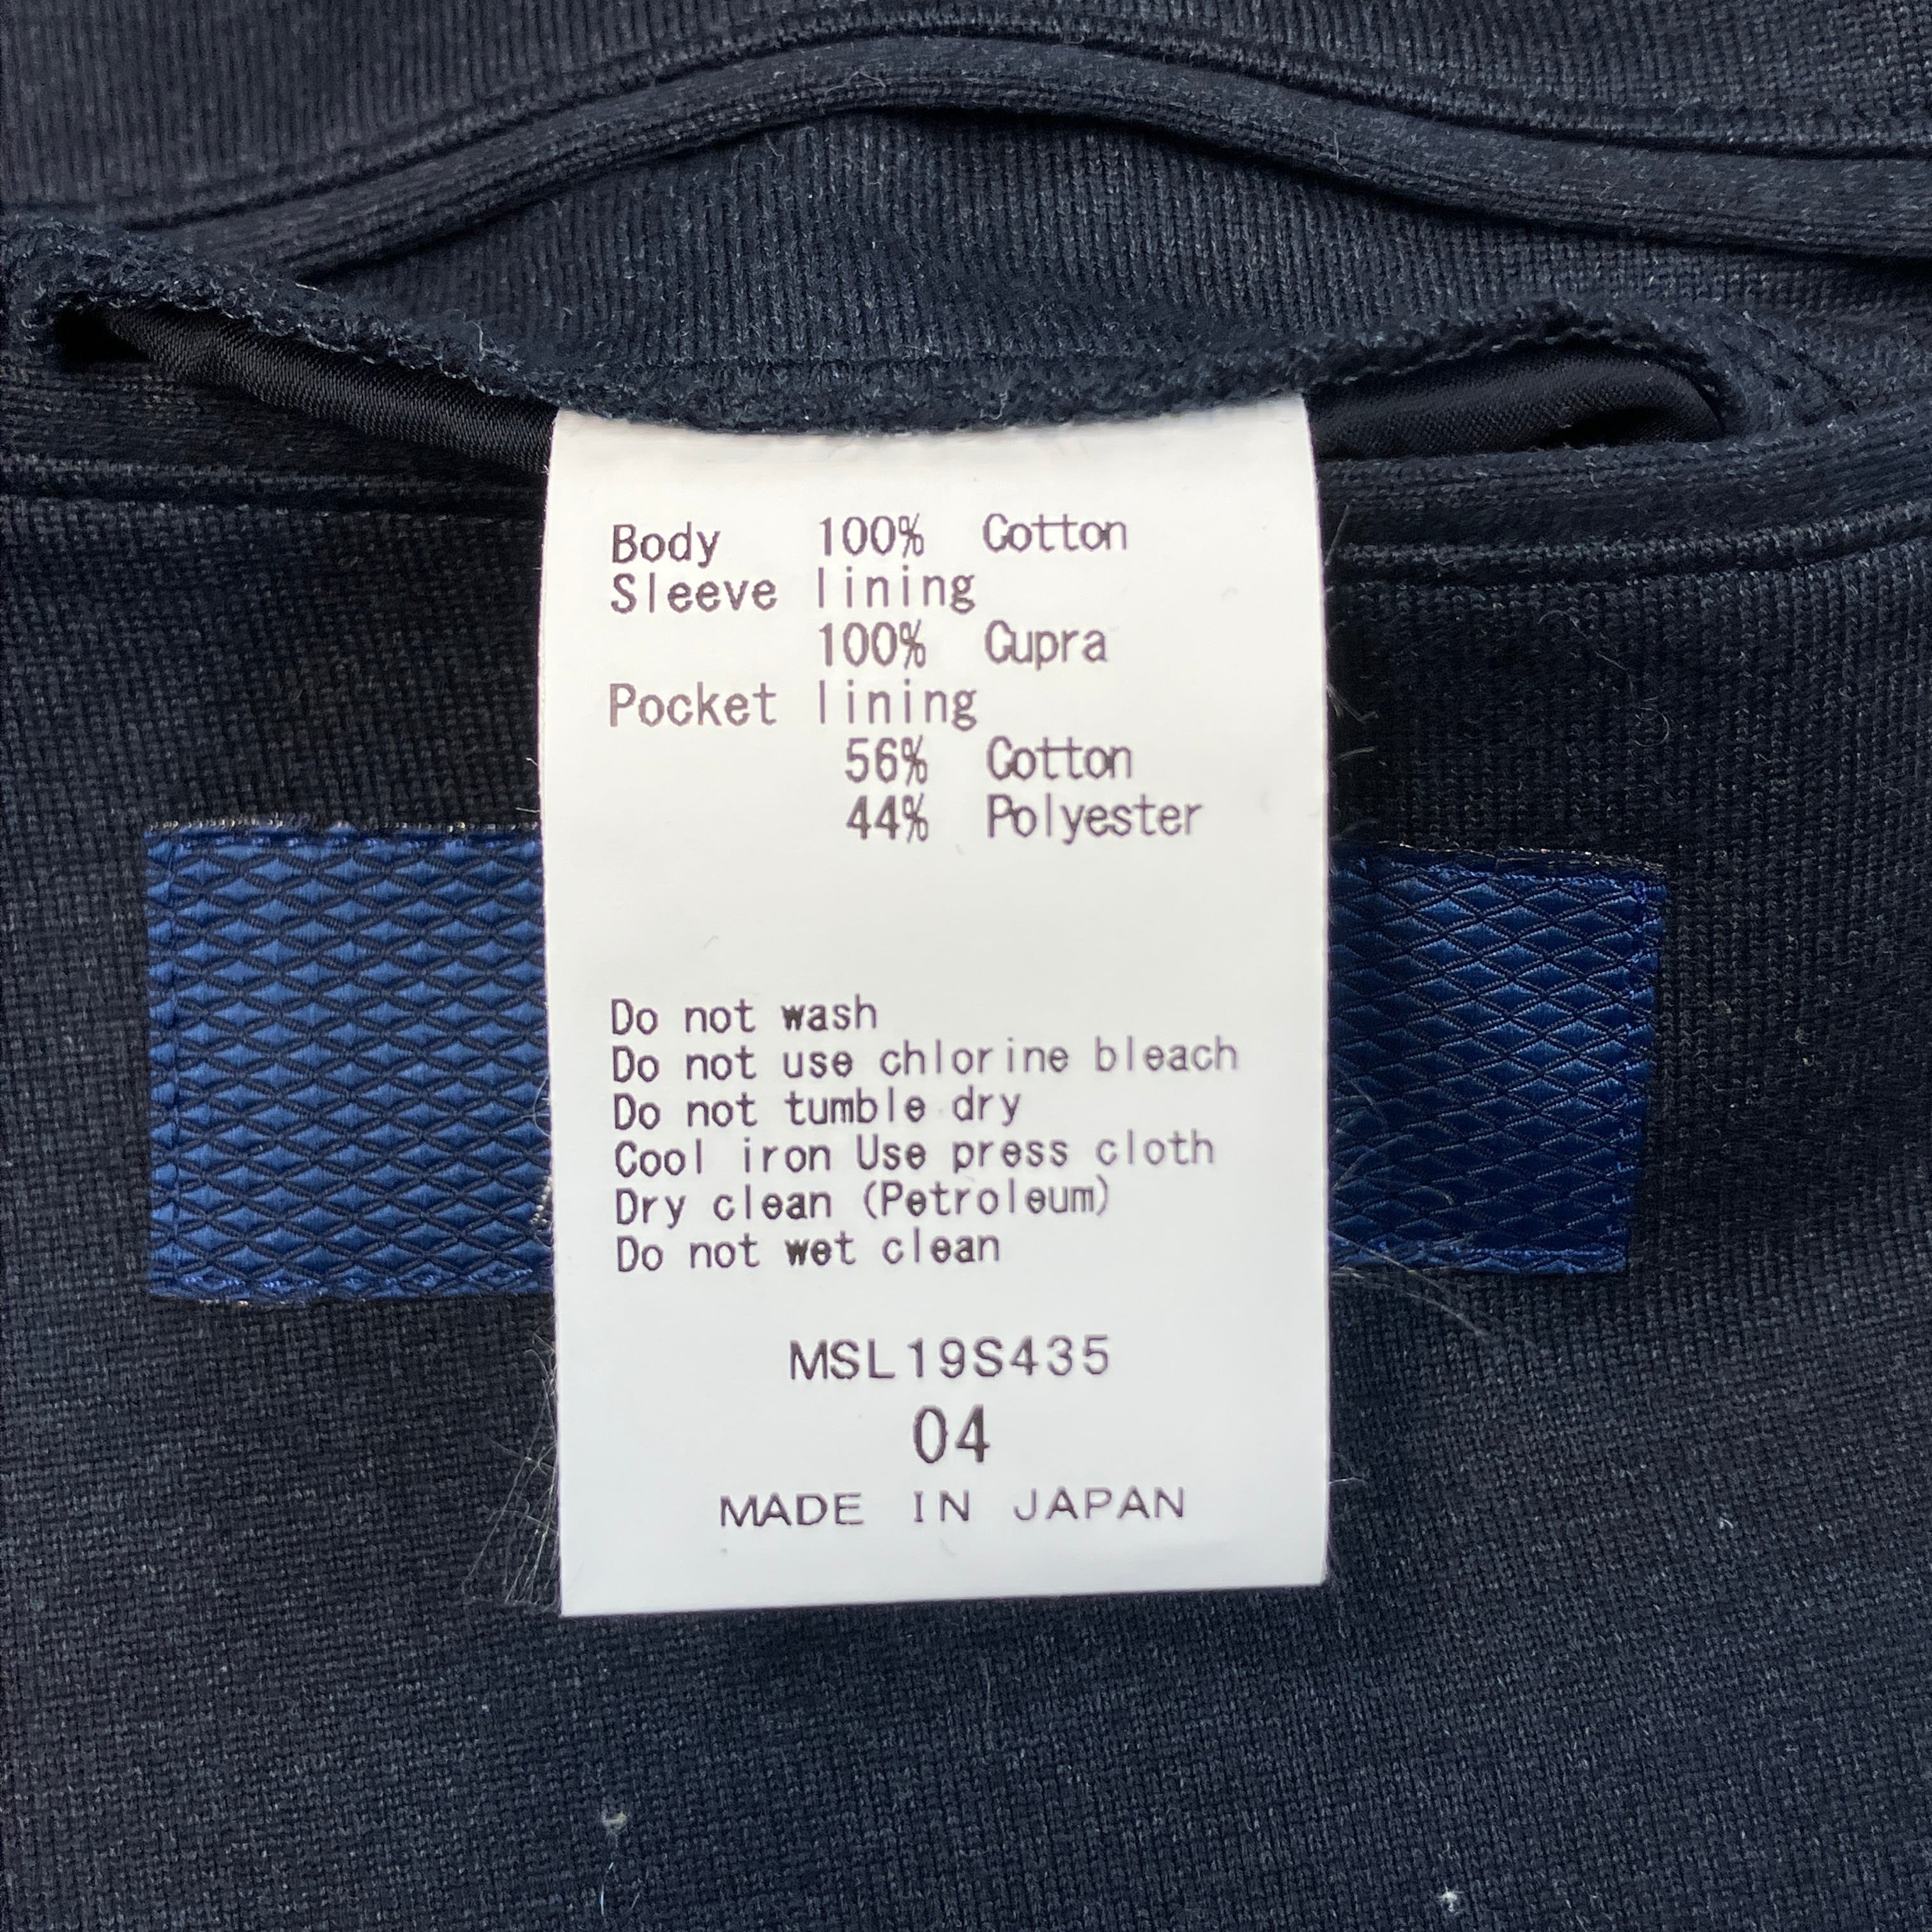 Body 100% Cotton
Sleeve lining
100% Cupra
Pocket lining
56% Cotton
44% Polyester
Do not wash
Do not use chlorine bleach
Do not tumble dry
Cool iron Use press cloth
Dry clean (Petroleum)
Do not wet clean
MSL19S435
04
MADE IN JAPAN